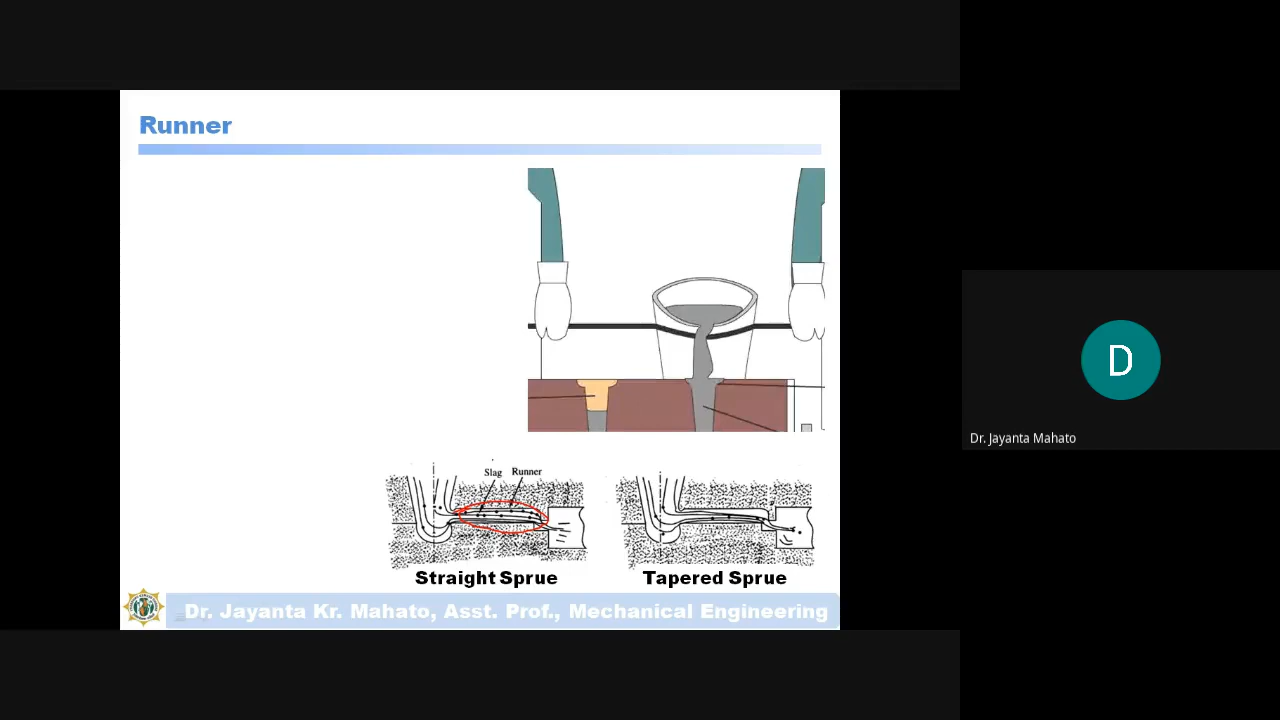 Runner
Slag Runner
Straight Sprue
Tapered Sprue
Dr. Jayanta Kr. Mahato, Asst. Prof., Mechanical Engineering
D
Dr. Jayanta Mahato